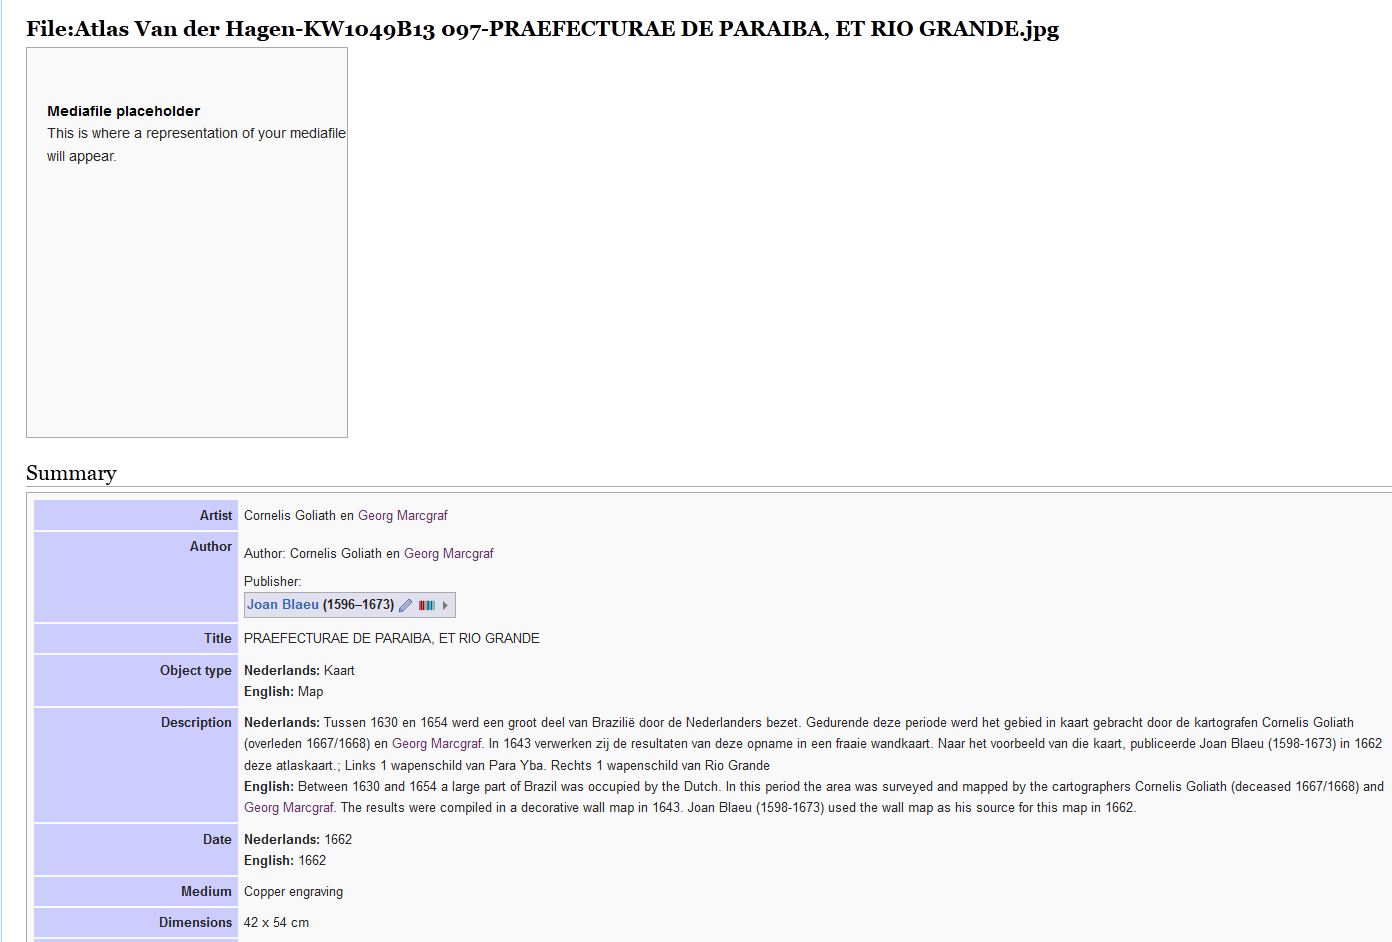 File:Atlas Van der Hagen-KW1049B13 097-PRAEFECTURAE DE PARAIBA, ET RIO GRANDE.jpg
Mediafile placeholder
This is where a representation of your mediafile
will appear.
Summary
Artist Cornelis Goliath en Georg Marcgraf
Author Author: Cornelis Goliath en Georg Marcgraf
Publisher:
Joan Blaeu (1596–1673)
Title PRAEFECTURAE DE PARAIBA, ET RIO GRANDE
Object type Nederlands: Kaart
English: Map
Description Nederlands: Tussen 1630 en 1654 werd een groot deel van Brazilië door de Nederlanders bezet. Gedurende deze periode werd het gebied in kaart gebracht door de kartografen Cornelis Goliath
(overleden 1667/1668) en Georg Marcgraf. In 1643 verwerken zij de resultaten van deze opname in een fraaie wandkaart. Naar het voorbeeld van die kaart, publiceerde Joan Blaeu (1598-1673) in 1662
deze atlaskaart.; Links 1 wapenschild van Para Yba. Rechts 1 wapenschild van Rio Grande
English: Between 1630 and 1654 a large part of Brazil was occupied by the Dutch. In this period the area was surveyed and mapped by the cartographers Cornelis Goliath (deceased 1667/1668) and
Georg Marcgraf. The results were compiled in a decorative wall map in 1643. Joan Blaeu (1598-1673) used the wall map as his source for this map in 1662.
Date Nederlands: 1662
English: 1662
Medium Copper engraving
Dimensions 42 x 54 cm